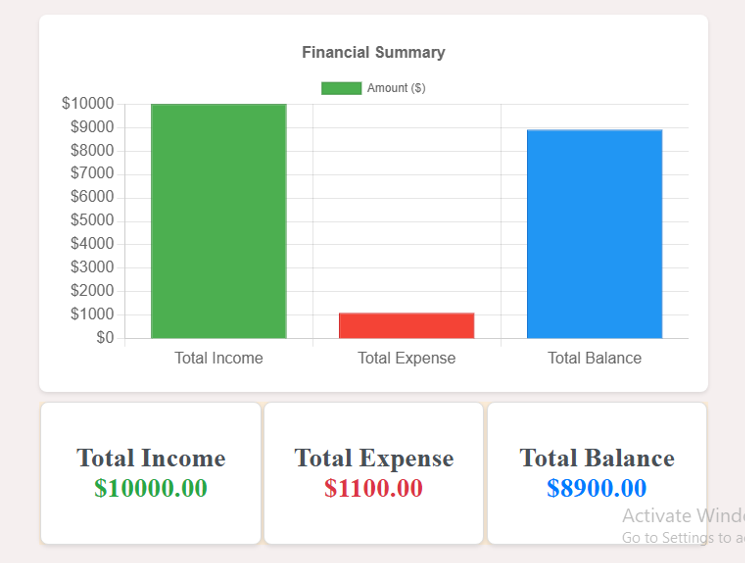 Financial Summary
Amount ($)
$10000
$9000
$8000
$7000
$6000
$5000
$4000
$3000
$2000
$1000
$0
Total Income Total Expense Total Balance
Total Income Total Expense Total Balance
$10000.00 $1100.00 $8900.00
Activate Windo
Go to Settings to a